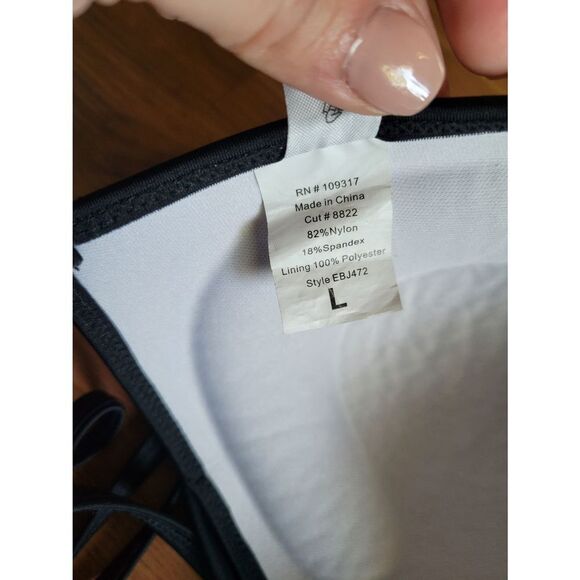 RN # 109317
Made in China
Cut # 8822
82%Nylon
18%Spandex
Lining 100% Polyester
Style EBJ472
L